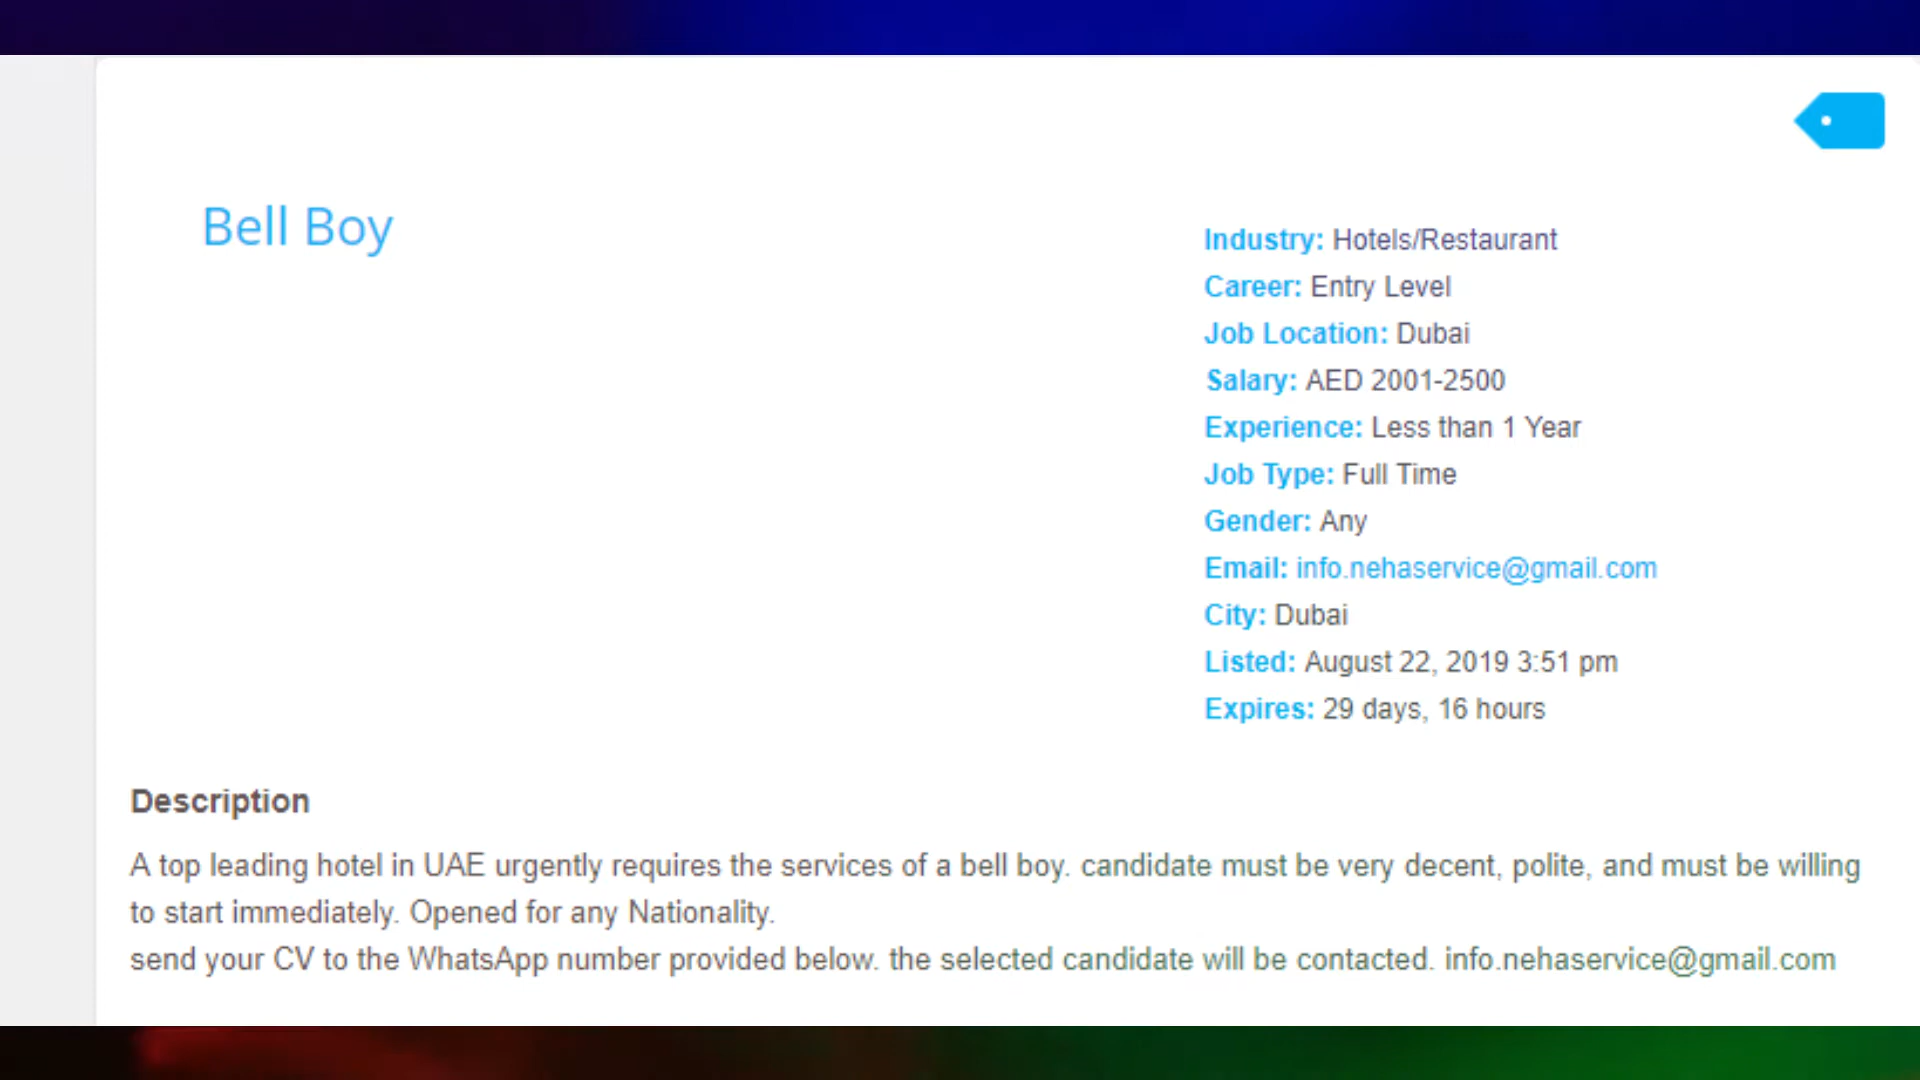 Bell Boy
Industry: Hotels/Restaurant
Career: Entry Level
Job Location: Dubai
Salary: AED 2001-2500
Experience: Less than 1 Year
Job Type: Full Time
Gender: Any
Email: info.nehaservice@gmail.com
City: Dubai
Listed: August 22, 2019 3:51 pm
Expires: 29 days, 16 hours
Description
A top leading hotel in UAE urgently requires the services of a bell boy. candidate must be very decent, polite, and must be willing
to start immediately. Opened for any Nationality.
send your CV to the WhatsApp number provided below. the selected candidate will be contacted. info.nehaservice@gmail.com